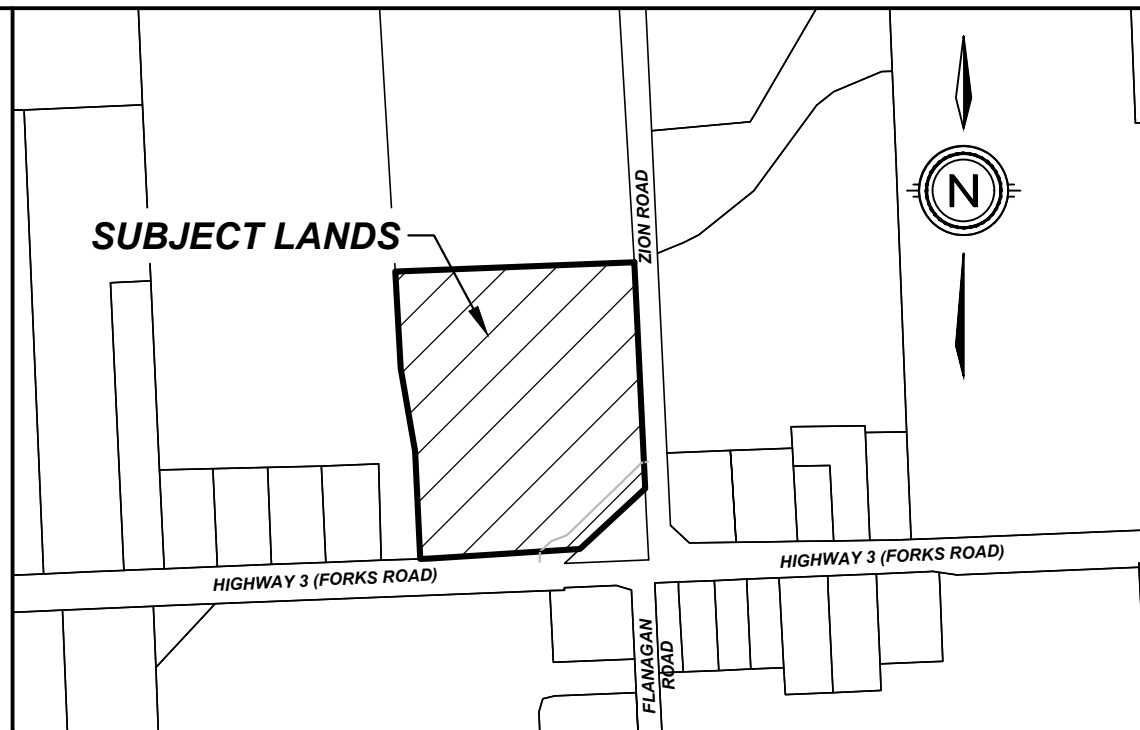 ZION ROAD
N
SUBJECT LANDS
HIGHWAY 3 (FORKS ROAD)
HIGHWAY 3 (FORKS ROAD)
FLANAGAN
ROAD